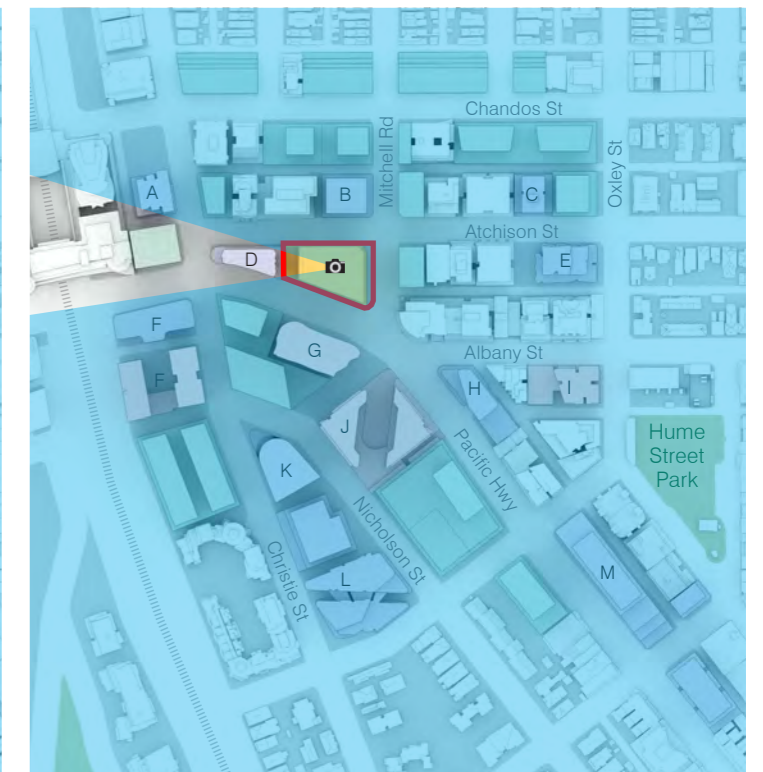 Chandos St
Mitchell Rd
Oxley St
A
B
C
Atchison St
D
E
F
G
Albany St
F
H
I
J
Hume
Street
Park
Pacific Hwy
K
Nicholson St
Christie St
L
M